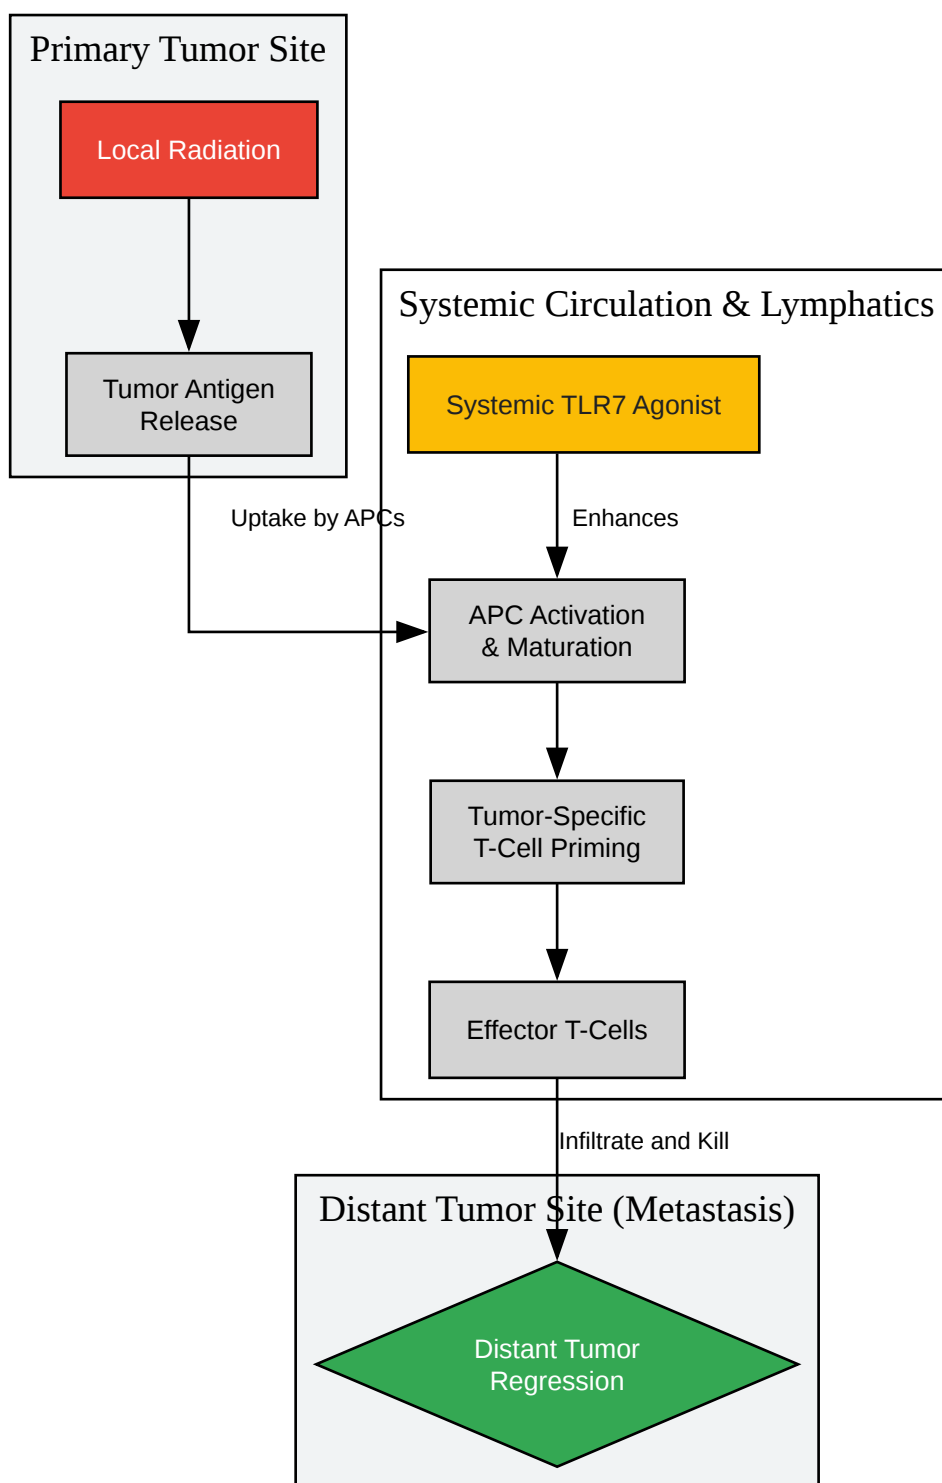 Primary Tumor Site
Local Radiation
Tumor Antigen
Release
Uptake by APCs
Systemic Circulation & Lymphatics
Systemic TLR7 Agonist
Enhances
APC Activation
& Maturation
Tumor-Specific
T-Cell Priming
Effector T-Cells
Infiltrate and Kill
Distant Tumor Site (Metastasis)
Distant Tumor
Regression